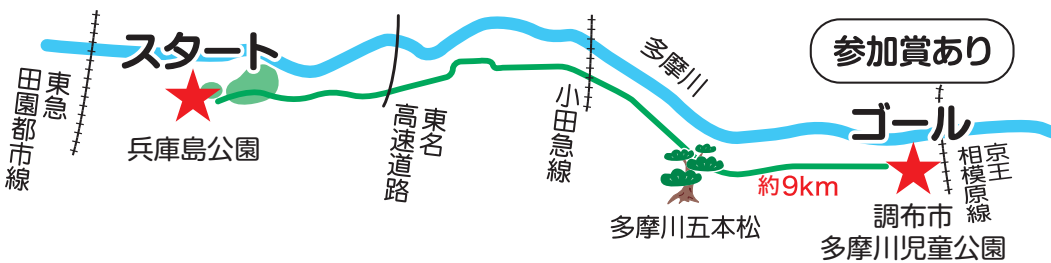 スタート
東急
田園都市線
兵庫島公園
東名
高速道路
小田急線
多摩川
多摩川五本松
約9km
参加賞あり
ゴール
京王
相模原線
調布市
多摩川児童公園